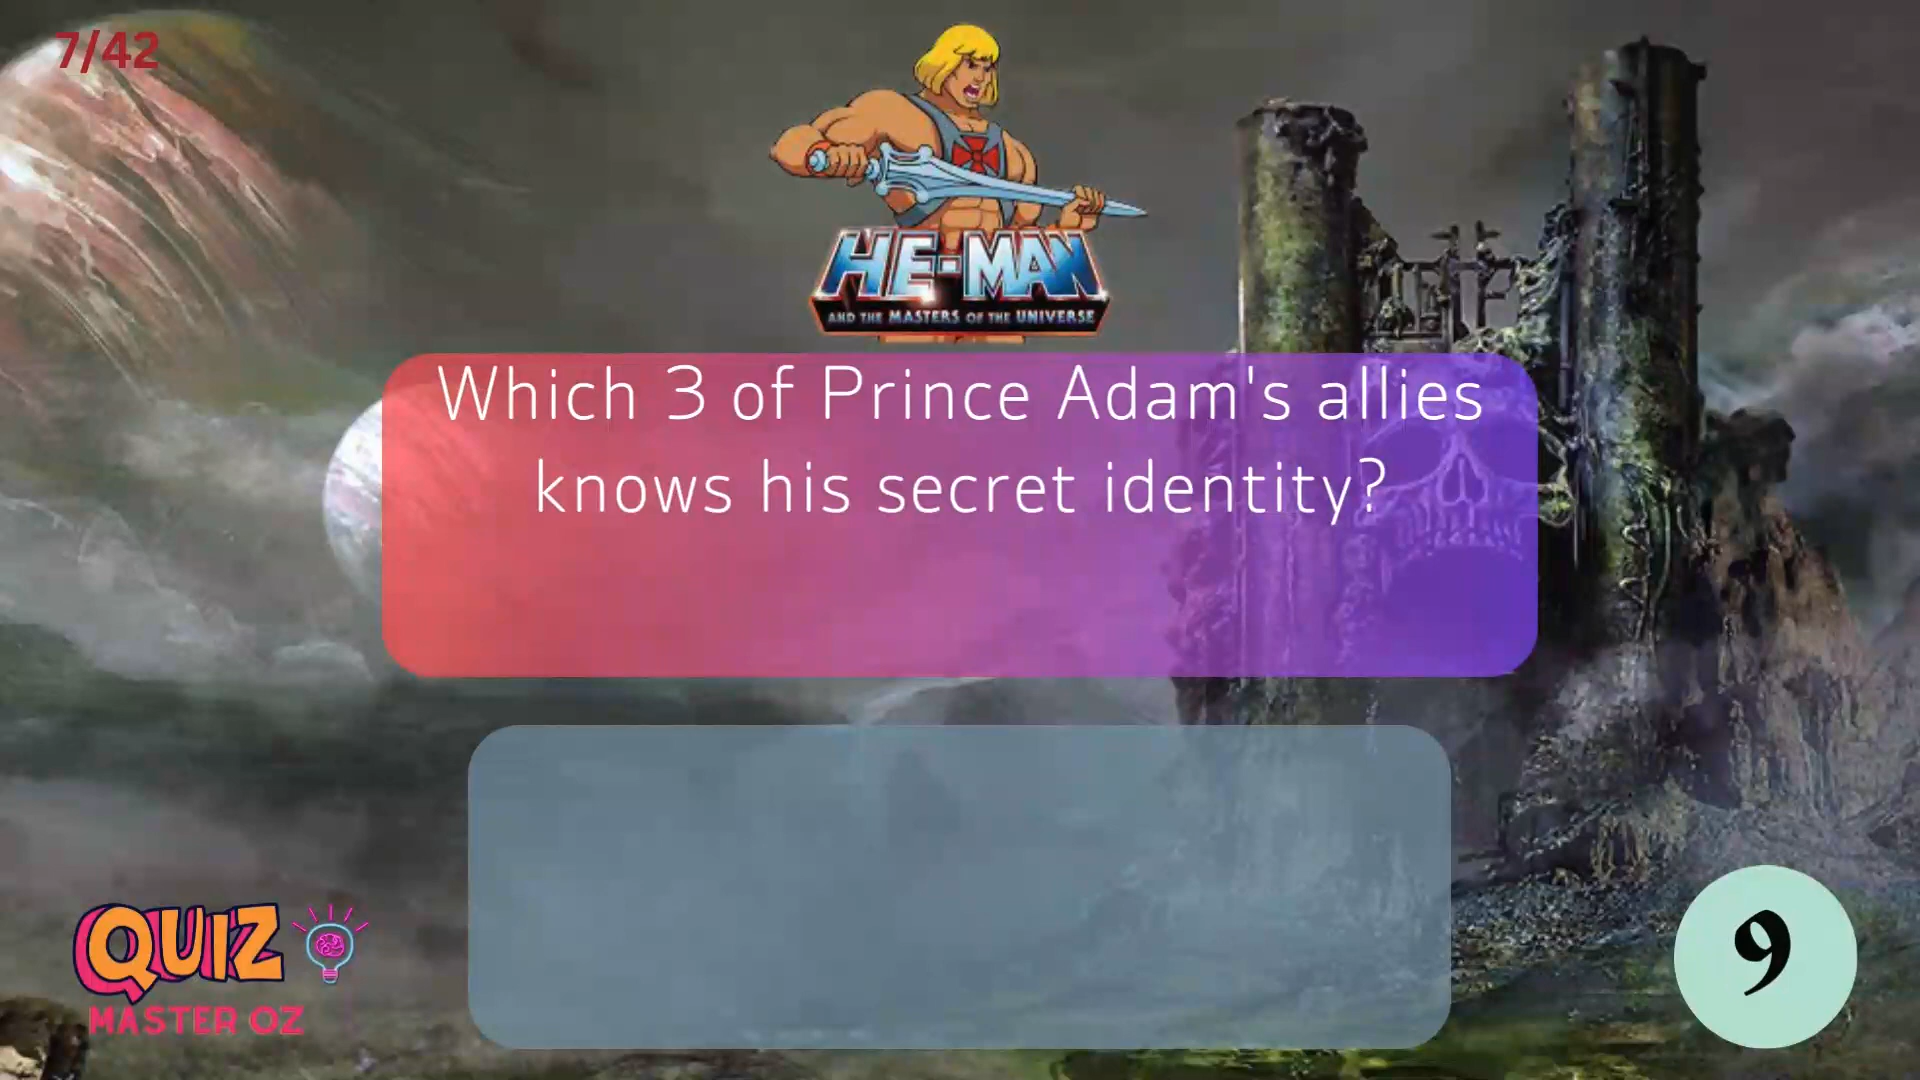 7/42
HE-MAN
AND THE MASTERS OF THE UNIVERSE
Which 3 of Prince Adam's allies
knows his secret identity?
QUIZ
MASTER OZ
9